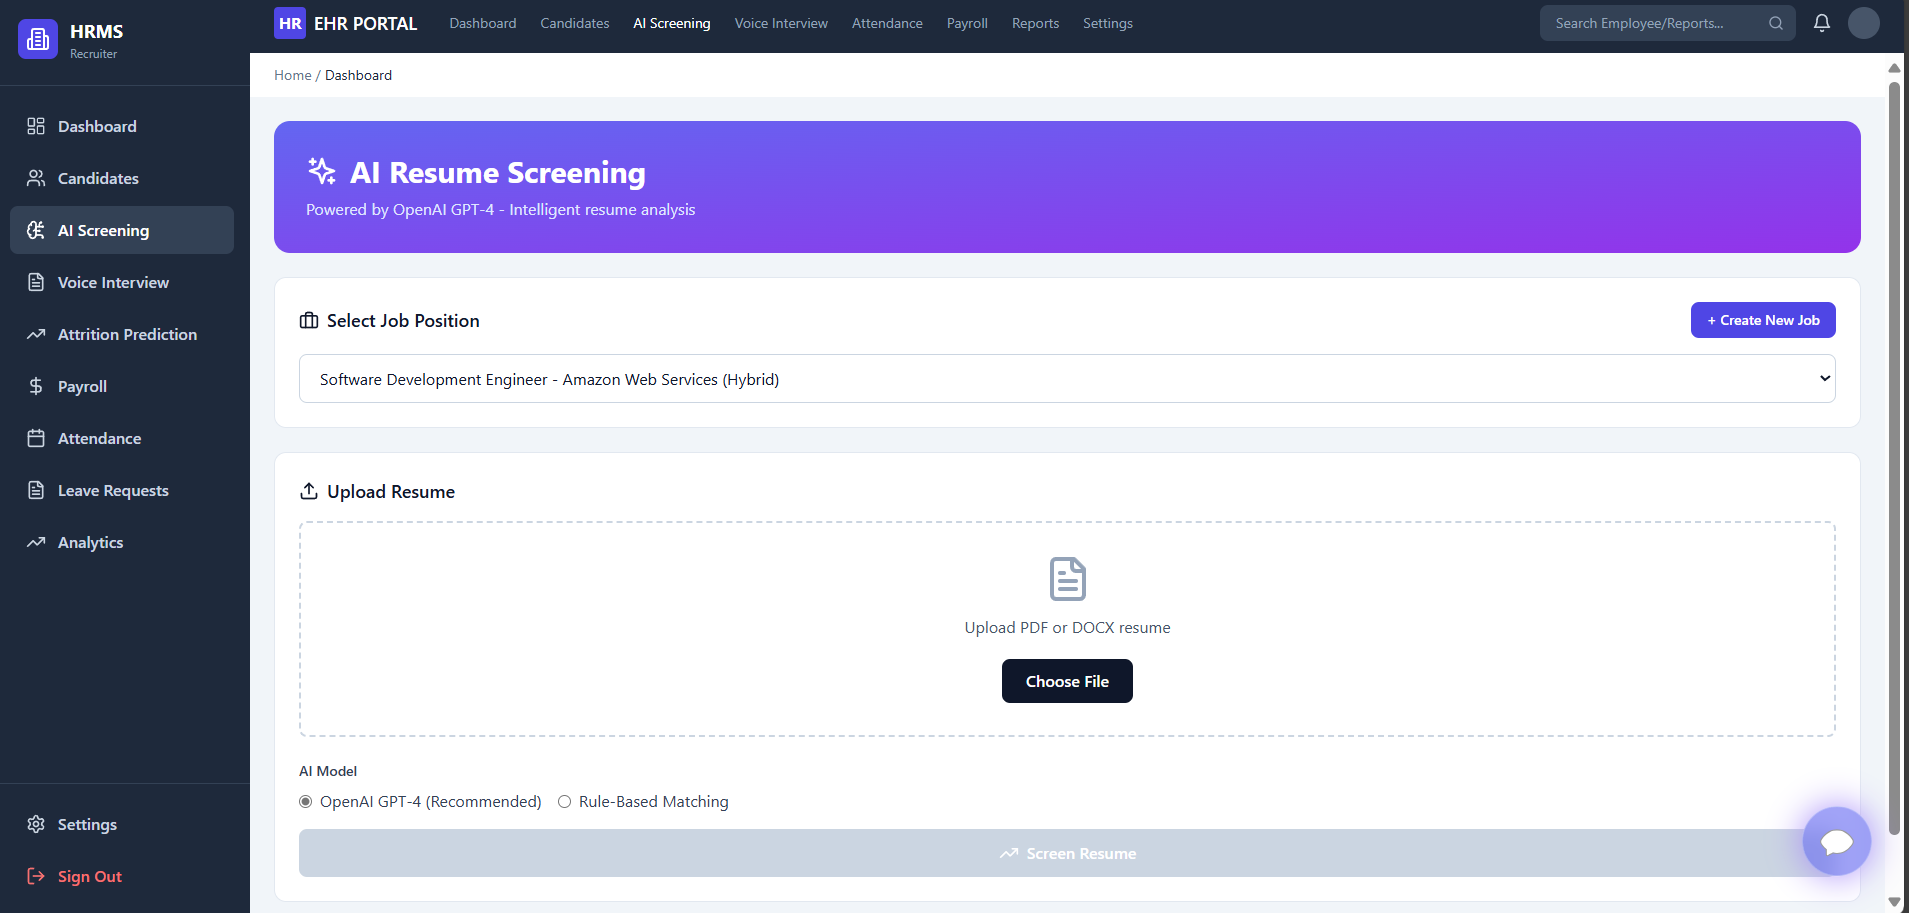 HRMS
Recruiter
Dashboard
Candidates
AI Screening
Voice Interview
Attrition Prediction
Payroll
Attendance
Leave Requests
Analytics
Settings
Sign Out
HR EHR PORTAL Dashboard Candidates AI Screening Voice Interview Attendance Payroll Reports Settings Search Employee/Reports...
Home / Dashboard
AI Resume Screening
Powered by OpenAI GPT-4 - Intelligent resume analysis
Select Job Position + Create New Job
Software Development Engineer - Amazon Web Services (Hybrid)
Upload Resume
Upload PDF or DOCX resume
Choose File
AI Model
OpenAI GPT-4 (Recommended) Rule-Based Matching
Screen Resume